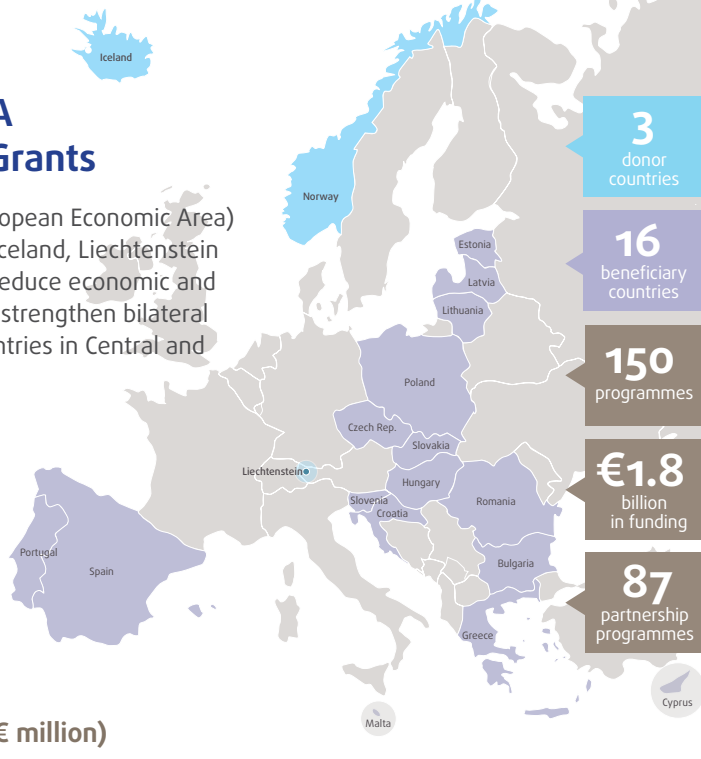 Iceland
A
Grants
Norway
opean Economic Area)
celand, Liechtenstein
educe economic and
strengthen bilateral
ntries in Central and
3
donor
countries
16
beneficiary
countries
150
programmes
€1.8
billion
in funding
87
partnership
programmes
Estonia
Latvia
Lithuania
Poland
Czech Rep.
Slovakia
Liechtenstein
Hungary
Slovenia
Croatia
Romania
Portugal
Spain
Bulgaria
Greece
Cyprus
Malta
€ million)